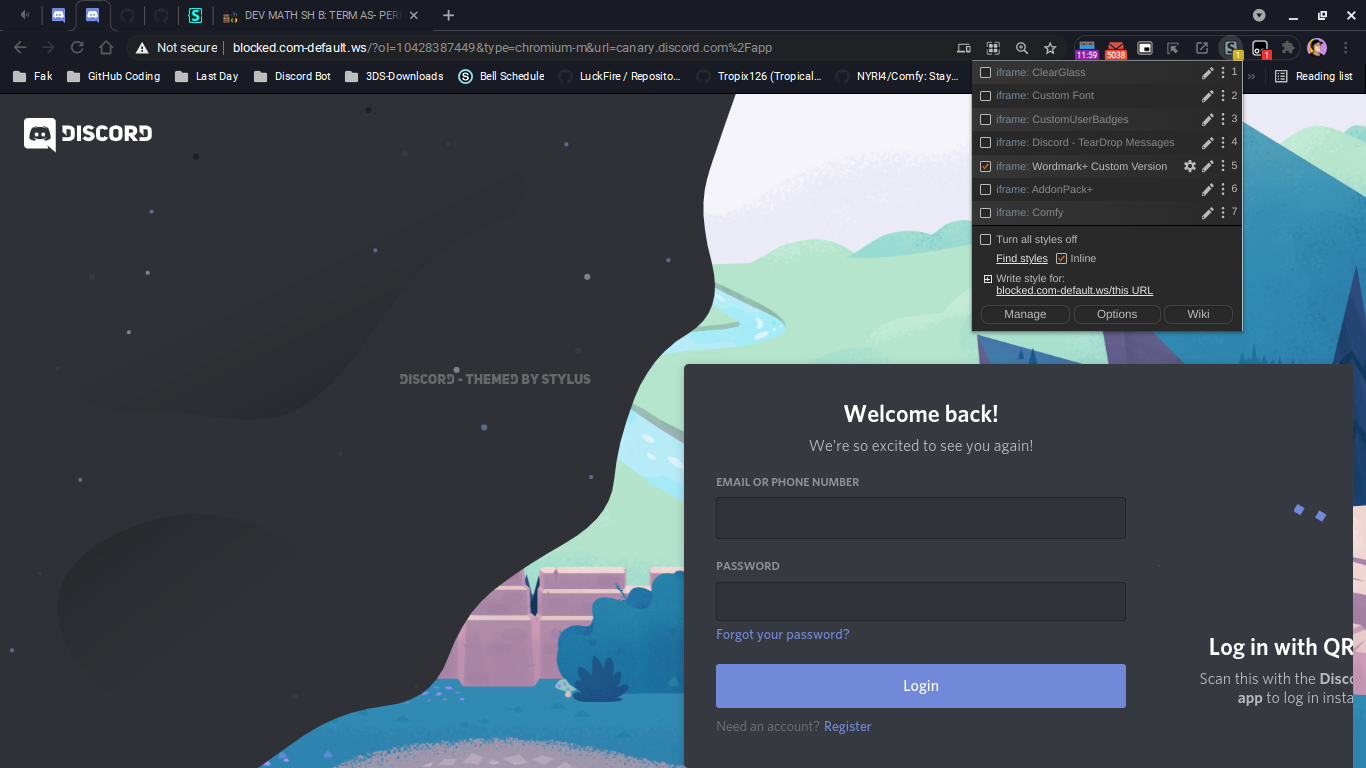 DEV MATH SH B: TERM AS- PERI
Not secure
blocked.com-default.ws/?oI=10428387449&type=chromium-m&url=canary.discord.com%2Fapp
11:59
5038
1
1
Fak
GitHub Coding
Last Day
Discord Bot
3DS-Downloads
Bell Schedule
LuckFire / Reposito…
Tropix126 (Tropical…
NYRI4/Comfy: Stay…
»
Reading list
iframe: ClearGlass 1
iframe: Custom Font 2
iframe: CustomUserBadges 3
iframe: Discord - TearDrop Messages 4
iframe: Wordmark+ Custom Version 5
iframe: AddonPack+ 6
iframe: Comfy 7
Turn all styles off
Find styles Inline
Write style for:
blocked.com-default.ws/this URL
Manage Options Wiki
DISCORD
DISCORD - THEMED BY STYLUS
Welcome back!
We're so excited to see you again!
EMAIL OR PHONE NUMBER
PASSWORD
Forgot your password?
Login
Need an account? Register
Log in with QR
Scan this with the Disco
app to log in insta